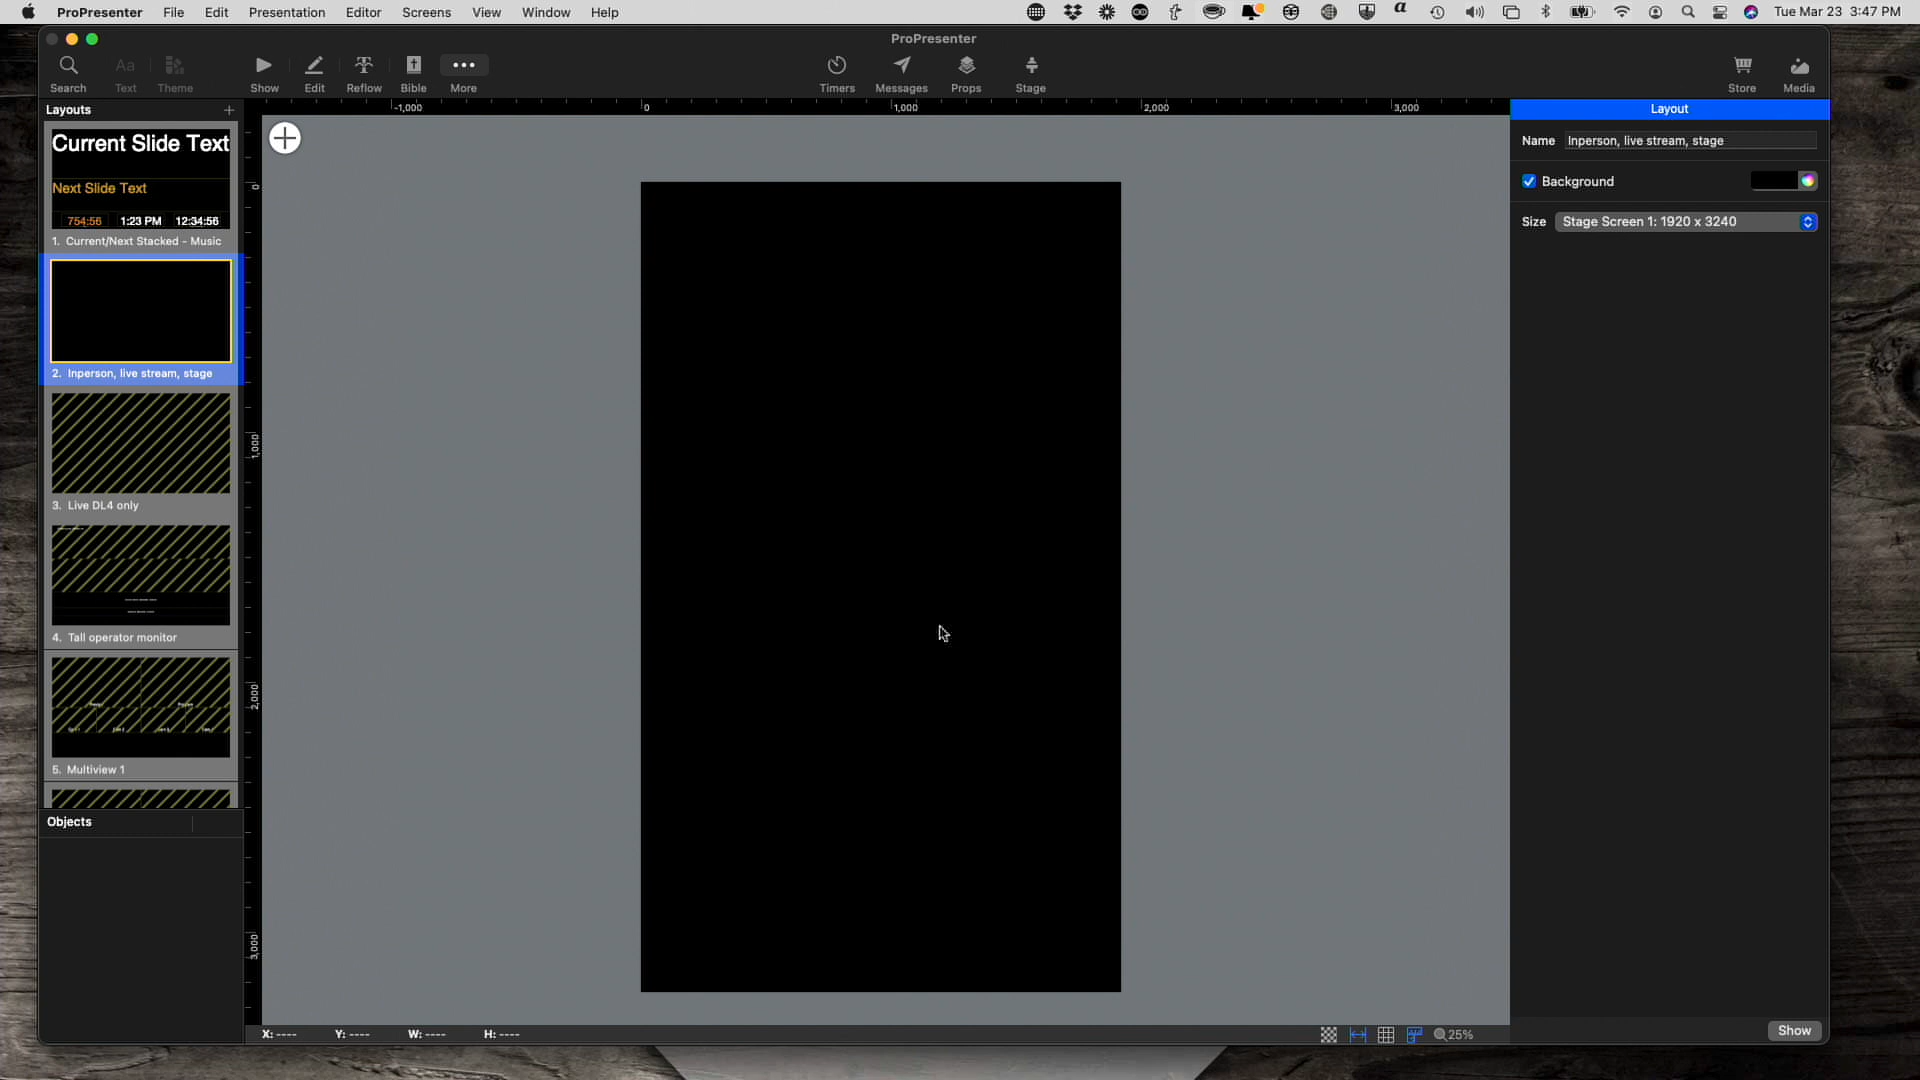 ProPresenter File Edit Presentation Editor Screens View Window Help Tue Mar 23 3:47 PM
ProPresenter
Search Text Theme Show Edit Reflow Bible More Timers Messages Props Stage Store Media
Layouts
-1,000 0 1,000 2,000 3,000
Layout
Current Slide Text
Next Slide Text
754:56 1:23 PM 12:34:56
1. Current/Next Stacked - Music
2. Inperson, live stream, stage
3. Live DL4 only
4. Tall operator monitor
5. Multiview 1
Objects
0
1,000
2,000
3,000
Name Inperson, live stream, stage
Background
Size Stage Screen 1: 1920 x 3240
X: ---- Y: ---- W: ---- H: ----
25%
Show